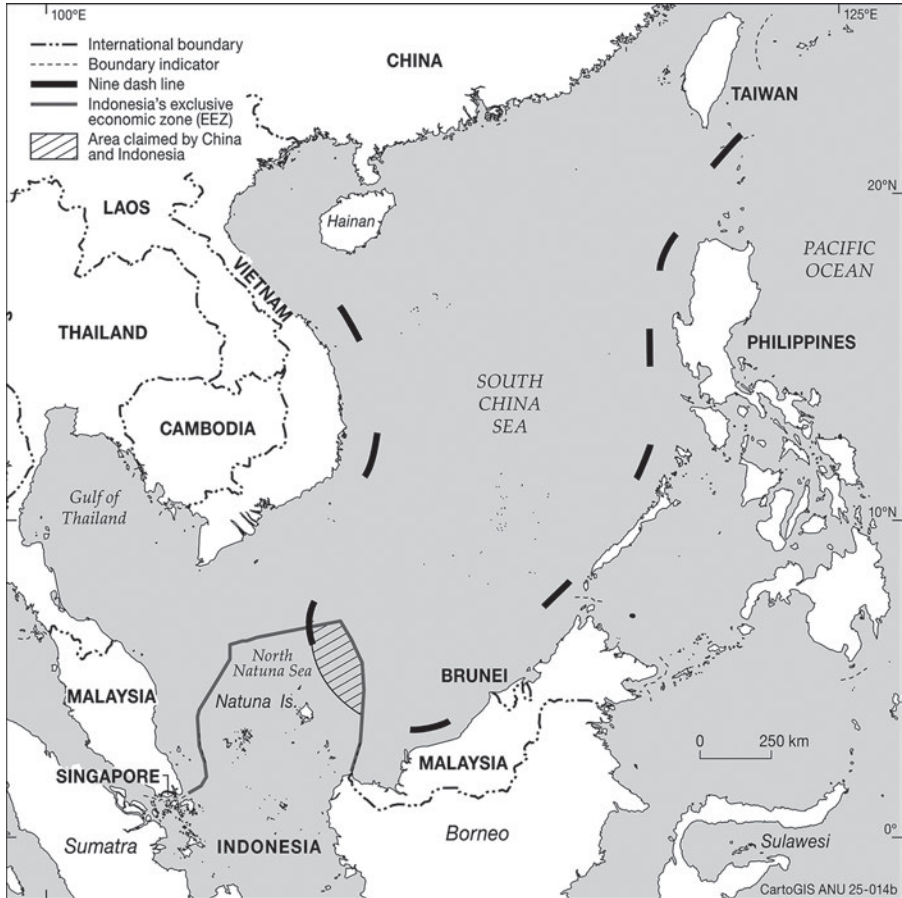 100°E
125°E
International boundary
Boundary indicator
Nine dash line
Indonesia's exclusive
economic zone (EEZ)
Area claimed by China
and Indonesia
CHINA
TAIWAN
20°N
LAOS
Hainan
PACIFIC
OCEAN
VIETNAM
THAILAND
PHILIPPINES
SOUTH
CHINA
SEA
CAMBODIA
Gulf of
Thailand
10°N
North
Natuna Sea
BRUNEI
MALAYSIA
Natuna Is.
0 250 km
MALAYSIA
SINGAPORE
Borneo
0°
Sumatra
INDONESIA
Sulawesi
CartoGIS ANU 25-014b